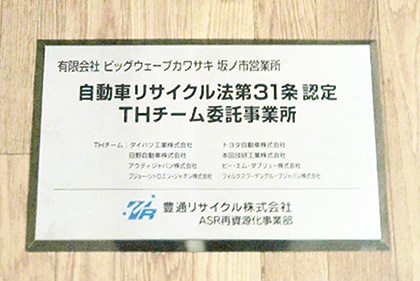 有限会社 ビッグウェーブカワサキ 坂ノ市営業所
自動車リサイクル法第31条 認定
THチーム委託事業所
THチーム：ダイハツ工業株式会社 トヨタ自動車株式会社
日野自動車株式会社 本田技研工業株式会社
アウディジャパン株式会社 ビー・エム・ダブリュー株式会社
プジョー・シトロエン・ジャポン株式会社 フォルクスワーゲングループジャパン株式会社
豊通リサイクル株式会社
ASR再資源化事業部